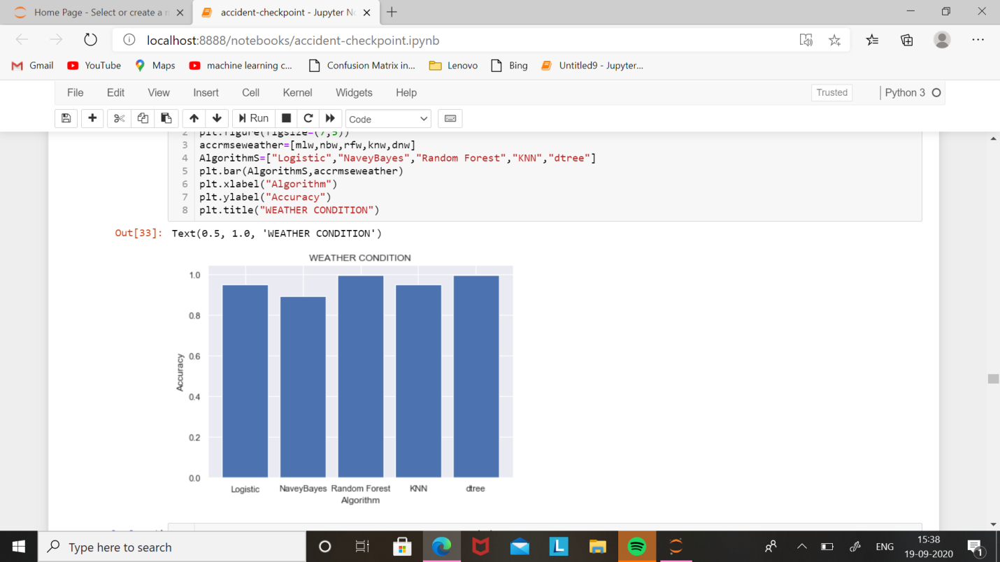 Home Page - Select or create a n
accident-checkpoint - Jupyter No
localhost:8888/notebooks/accident-checkpoint.ipynb
Gmail
YouTube
Maps
machine learning c...
Confusion Matrix in...
Lenovo
Bing
Untitled9 - Jupyter...
File Edit View Insert Cell Kernel Widgets Help
Trusted
Python 3
Run
Code
2 plt.figure(figsize=(7,5))
3 accrmseweather=[mlw,nbw,rfw,knw,dnw]
4 AlgorithmS=["Logistic","NaveyBayes","Random Forest","KNN","dtree"]
5 plt.bar(AlgorithmS,accrmseweather)
6 plt.xlabel("Algorithm")
7 plt.ylabel("Accuracy")
8 plt.title("WEATHER CONDITION")
Out[33]: Text(0.5, 1.0, 'WEATHER CONDITION')
WEATHER CONDITION
1.0
0.8
0.6
0.4
0.2
0.0
Accuracy
Logistic NaveyBayes Random Forest KNN dtree
Algorithm
Type here to search
L
ENG
15:38
19-09-2020
1